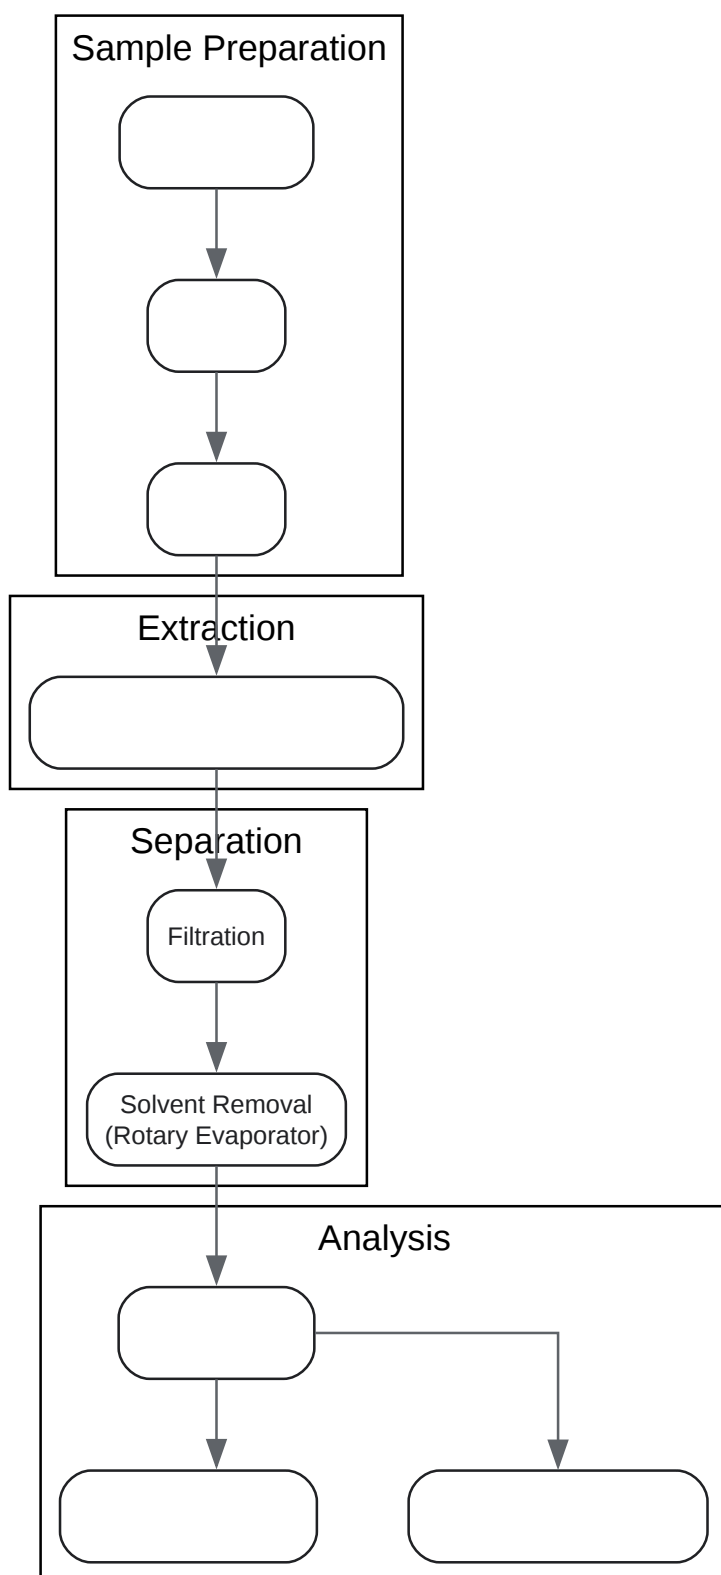 Sample Preparation
Extraction
Separation
Filtration
Solvent Removal
(Rotary Evaporator)
Analysis